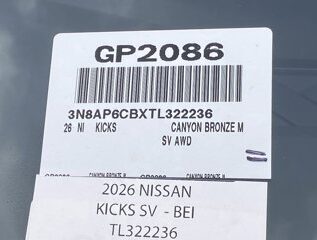 GP2086
3N8AP6CBXTL322236
26 NI KICKS CANYON BRONZE M
SV AWD
2026 NISSAN
KICKS SV - BEI
TL322236